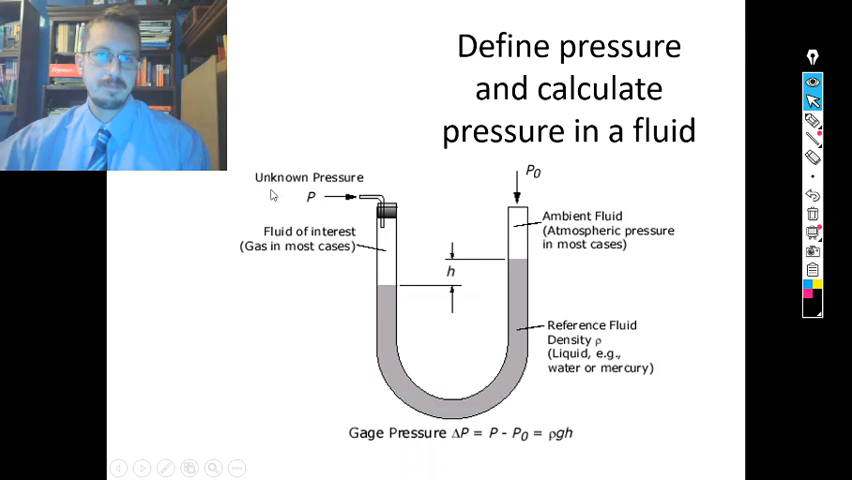 Define pressure
and calculate
pressure in a fluid
Unknown Pressure
P
P0
Fluid of interest
(Gas in most cases)
Ambient Fluid
(Atmospheric pressure
in most cases)
h
Reference Fluid
Density ρ
(Liquid, e.g.,
water or mercury)
Gage Pressure ΔP = P - P0 = ρgh